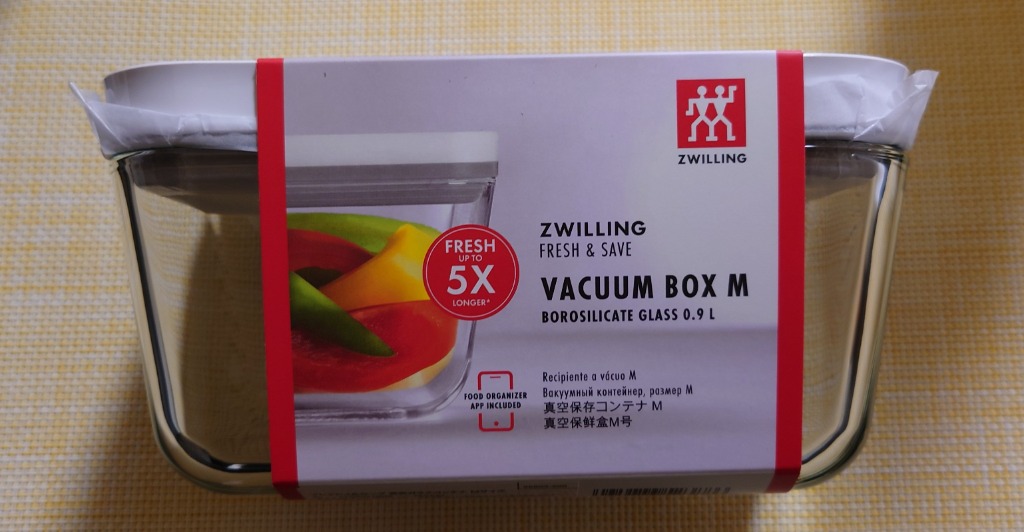 ZWILLING
ZWILLING
FRESH & SAVE
FRESH
UP TO
5X
LONGER*
VACUUM BOX M
BOROSILICATE GLASS 0.9 L
FOOD ORGANIZER
APP INCLUDED
Recipiente a vácuo M
Вакуумный контейнер, размер M
真空保存コンテナ M
真空保鲜盒M号